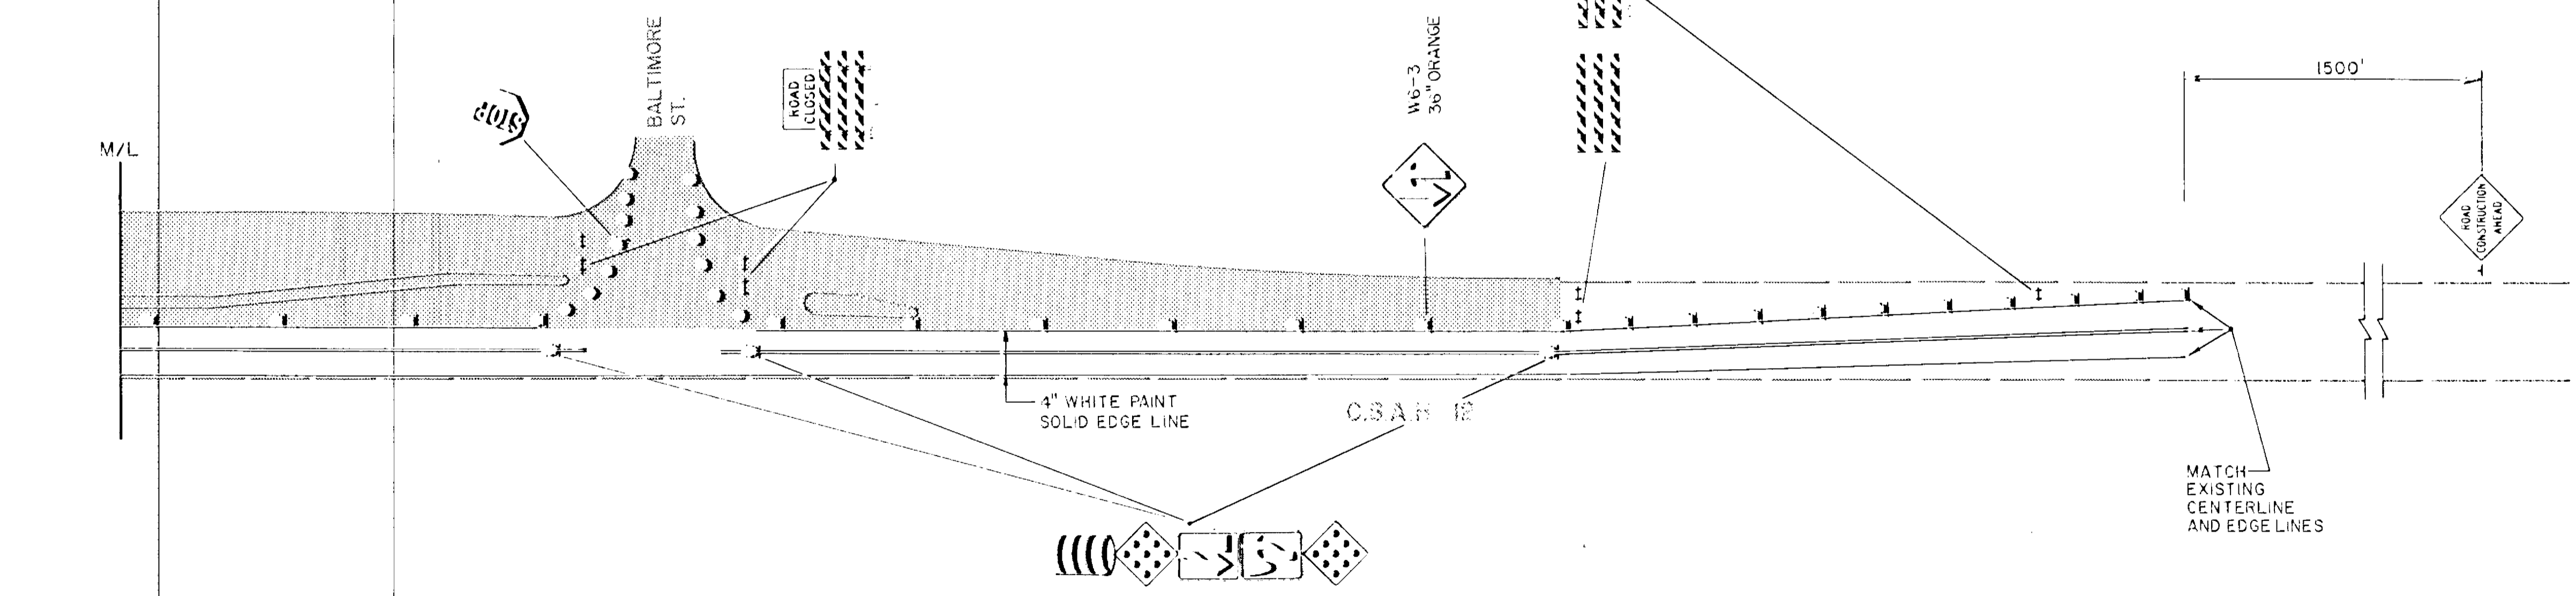 M/L
STOP
BALTIMORE
ST.
ROAD
CLOSED
W6-3
36" ORANGE
1500'
ROAD
CONSTRUCTION
AHEAD
4" WHITE PAINT
SOLID EDGE LINE
C.S.A.H 12
MATCH
EXISTING
CENTERLINE
AND EDGE LINES